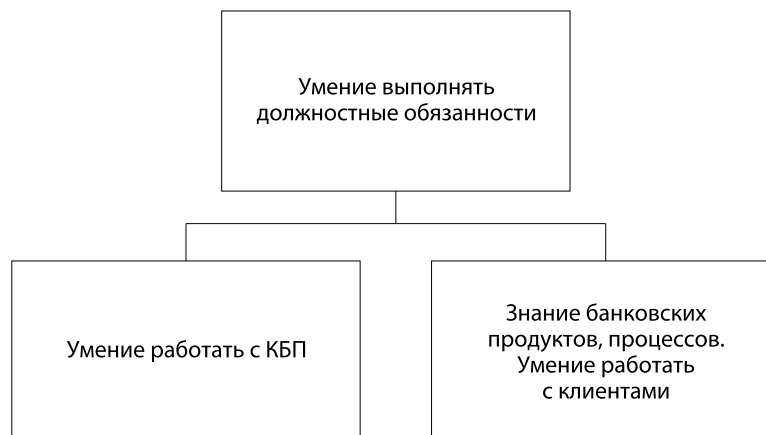 Умение выполнять
должностные обязанности
Умение работать с КБП
Знание банковских
продуктов, процессов.
Умение работать
с клиентами